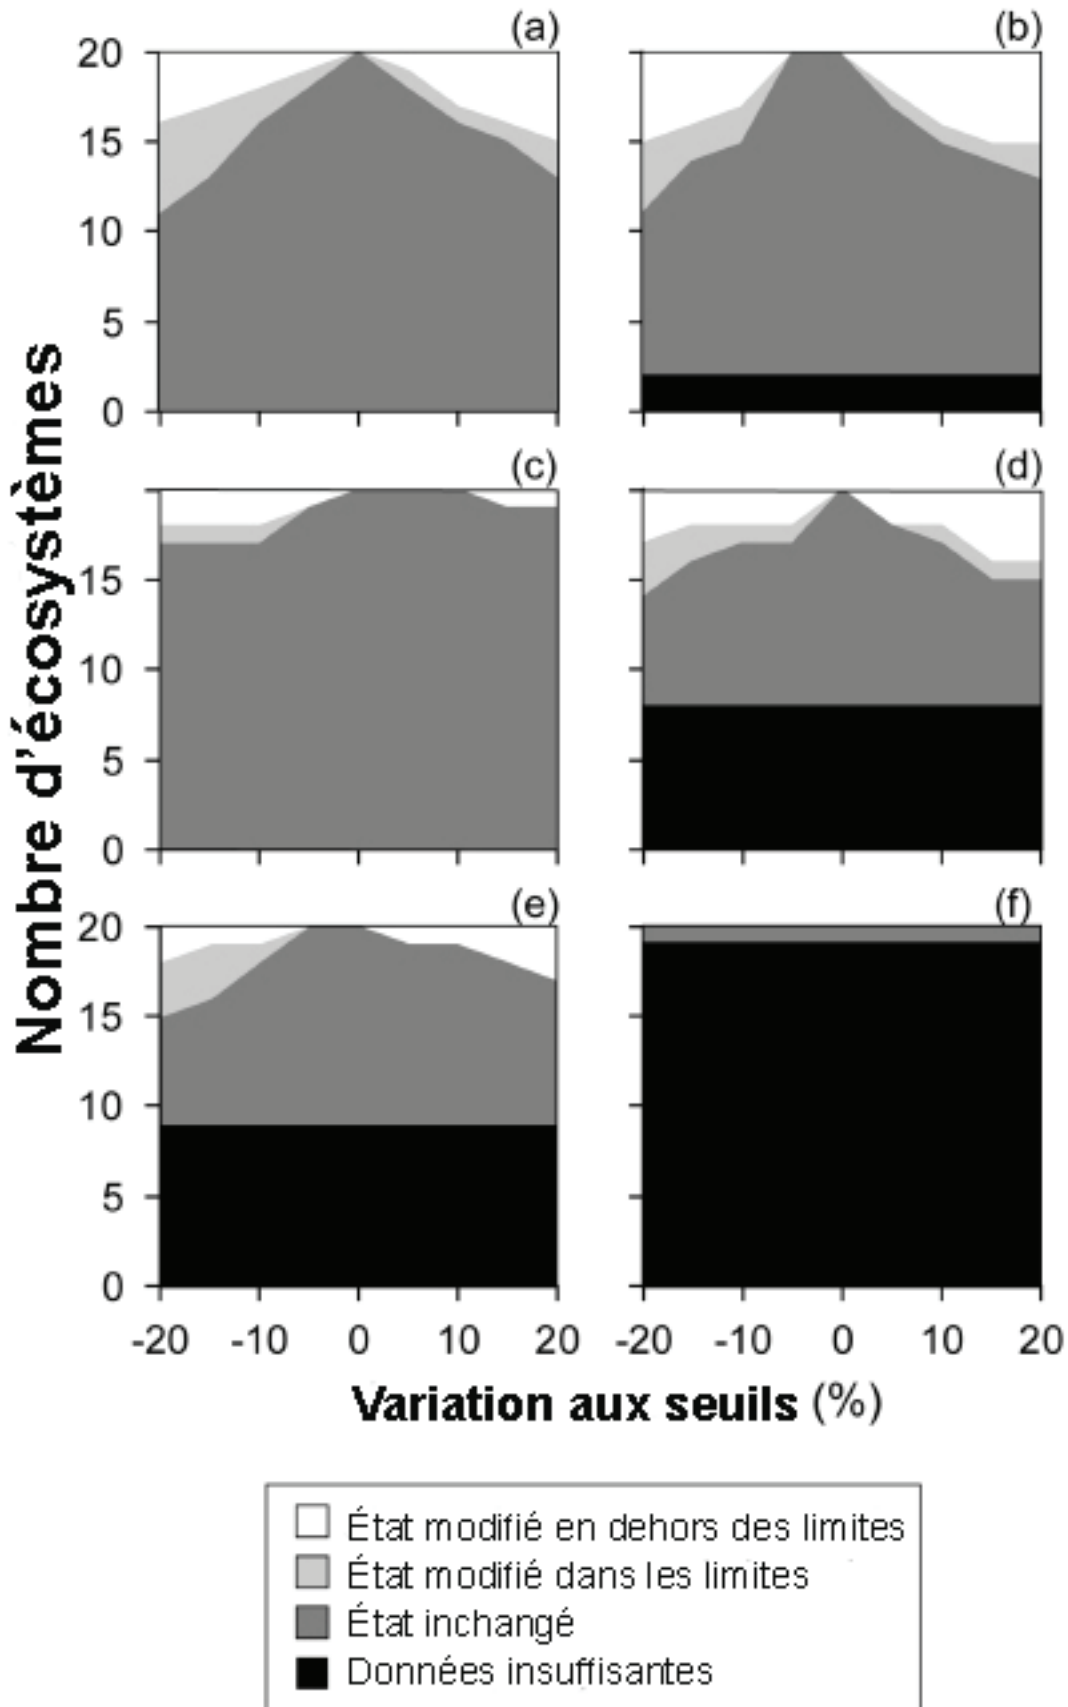 (a) (b)
20
15
10
5
0
(c) (d)
15
10
5
0
(e) (f)
20
15
10
5
0
-20 -10 0 10 20 -20 -10 0 10 20
Nombre d'écosystèmes
Variation aux seuils (%)
État modifié en dehors des limites
État modifié dans les limites
État inchangé
Données insuffisantes